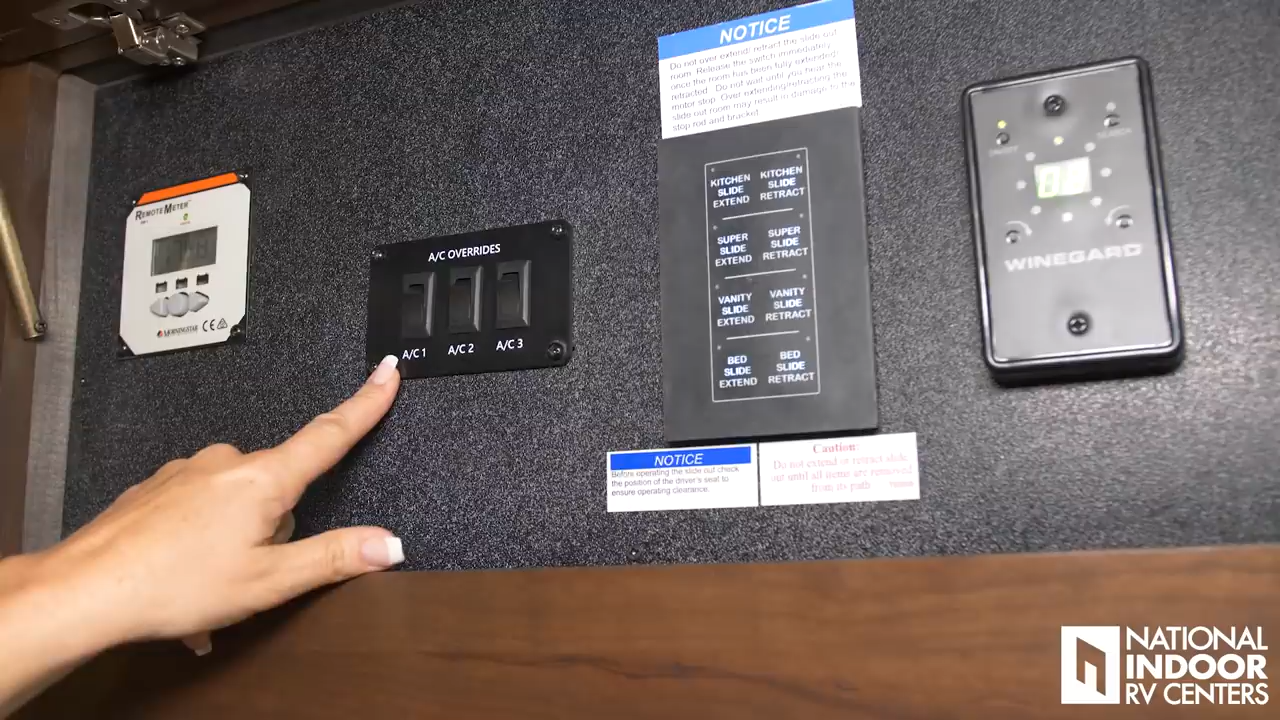 REMOTEMETER™
MORNINGSTAR
A/C OVERRIDES
A/C 1
A/C 2
A/C 3
NOTICE
Do not over extend/ retract the slide out
room. Release the switch immediately
once the room has been fully extended/
retracted. Do not wait until you hear the
motor stop. Over extending/retracting the
slide out room may result in damage to the
stop rod and bracket.
KITCHEN
SLIDE
EXTEND
KITCHEN
SLIDE
RETRACT
SUPER
SLIDE
EXTEND
SUPER
SLIDE
RETRACT
VANITY
SLIDE
EXTEND
VANITY
SLIDE
RETRACT
BED
SLIDE
EXTEND
BED
SLIDE
RETRACT
NOTICE
Before operating the slide out check
the position of the driver's seat to
ensure operating clearance.
Caution:
Do not extend or retract slide
out until all items are removed
from its path
WINEGARD
NATIONAL
INDOOR
RV CENTERS